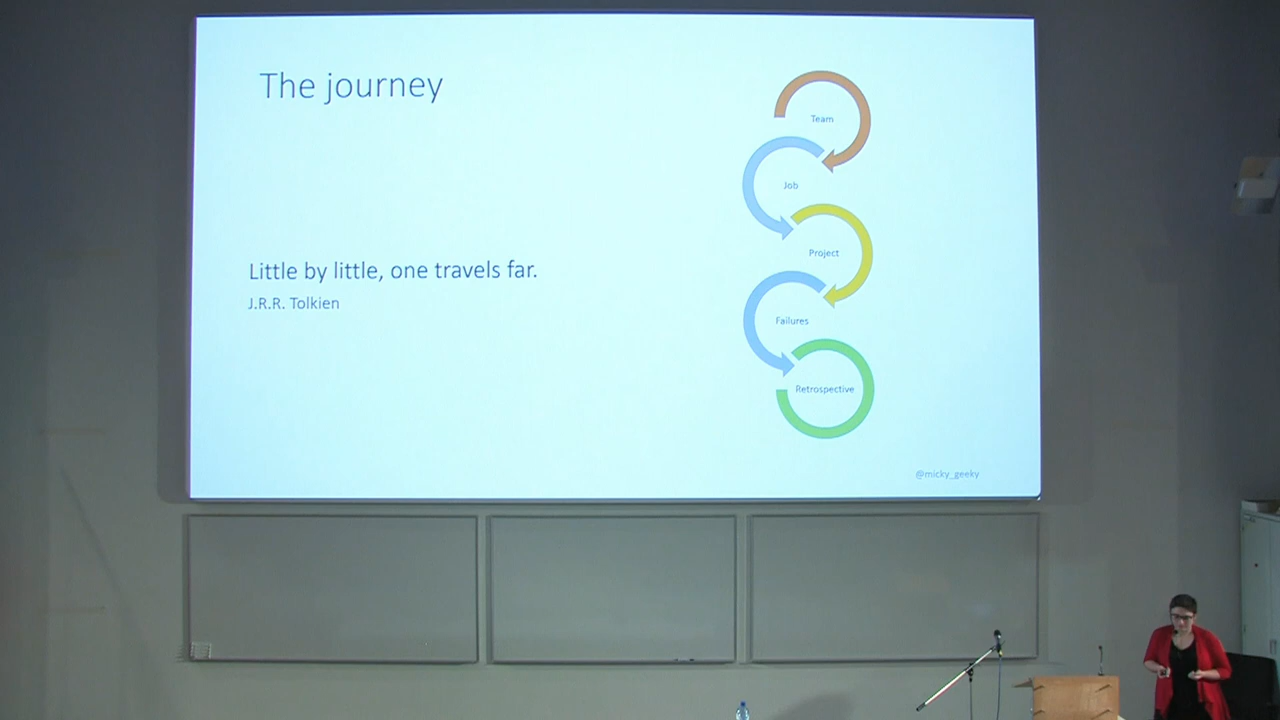 The journey
Team
Job
Project
Little by little, one travels far.
J.R.R. Tolkien
Failures
Retrospective
@micky_geeky